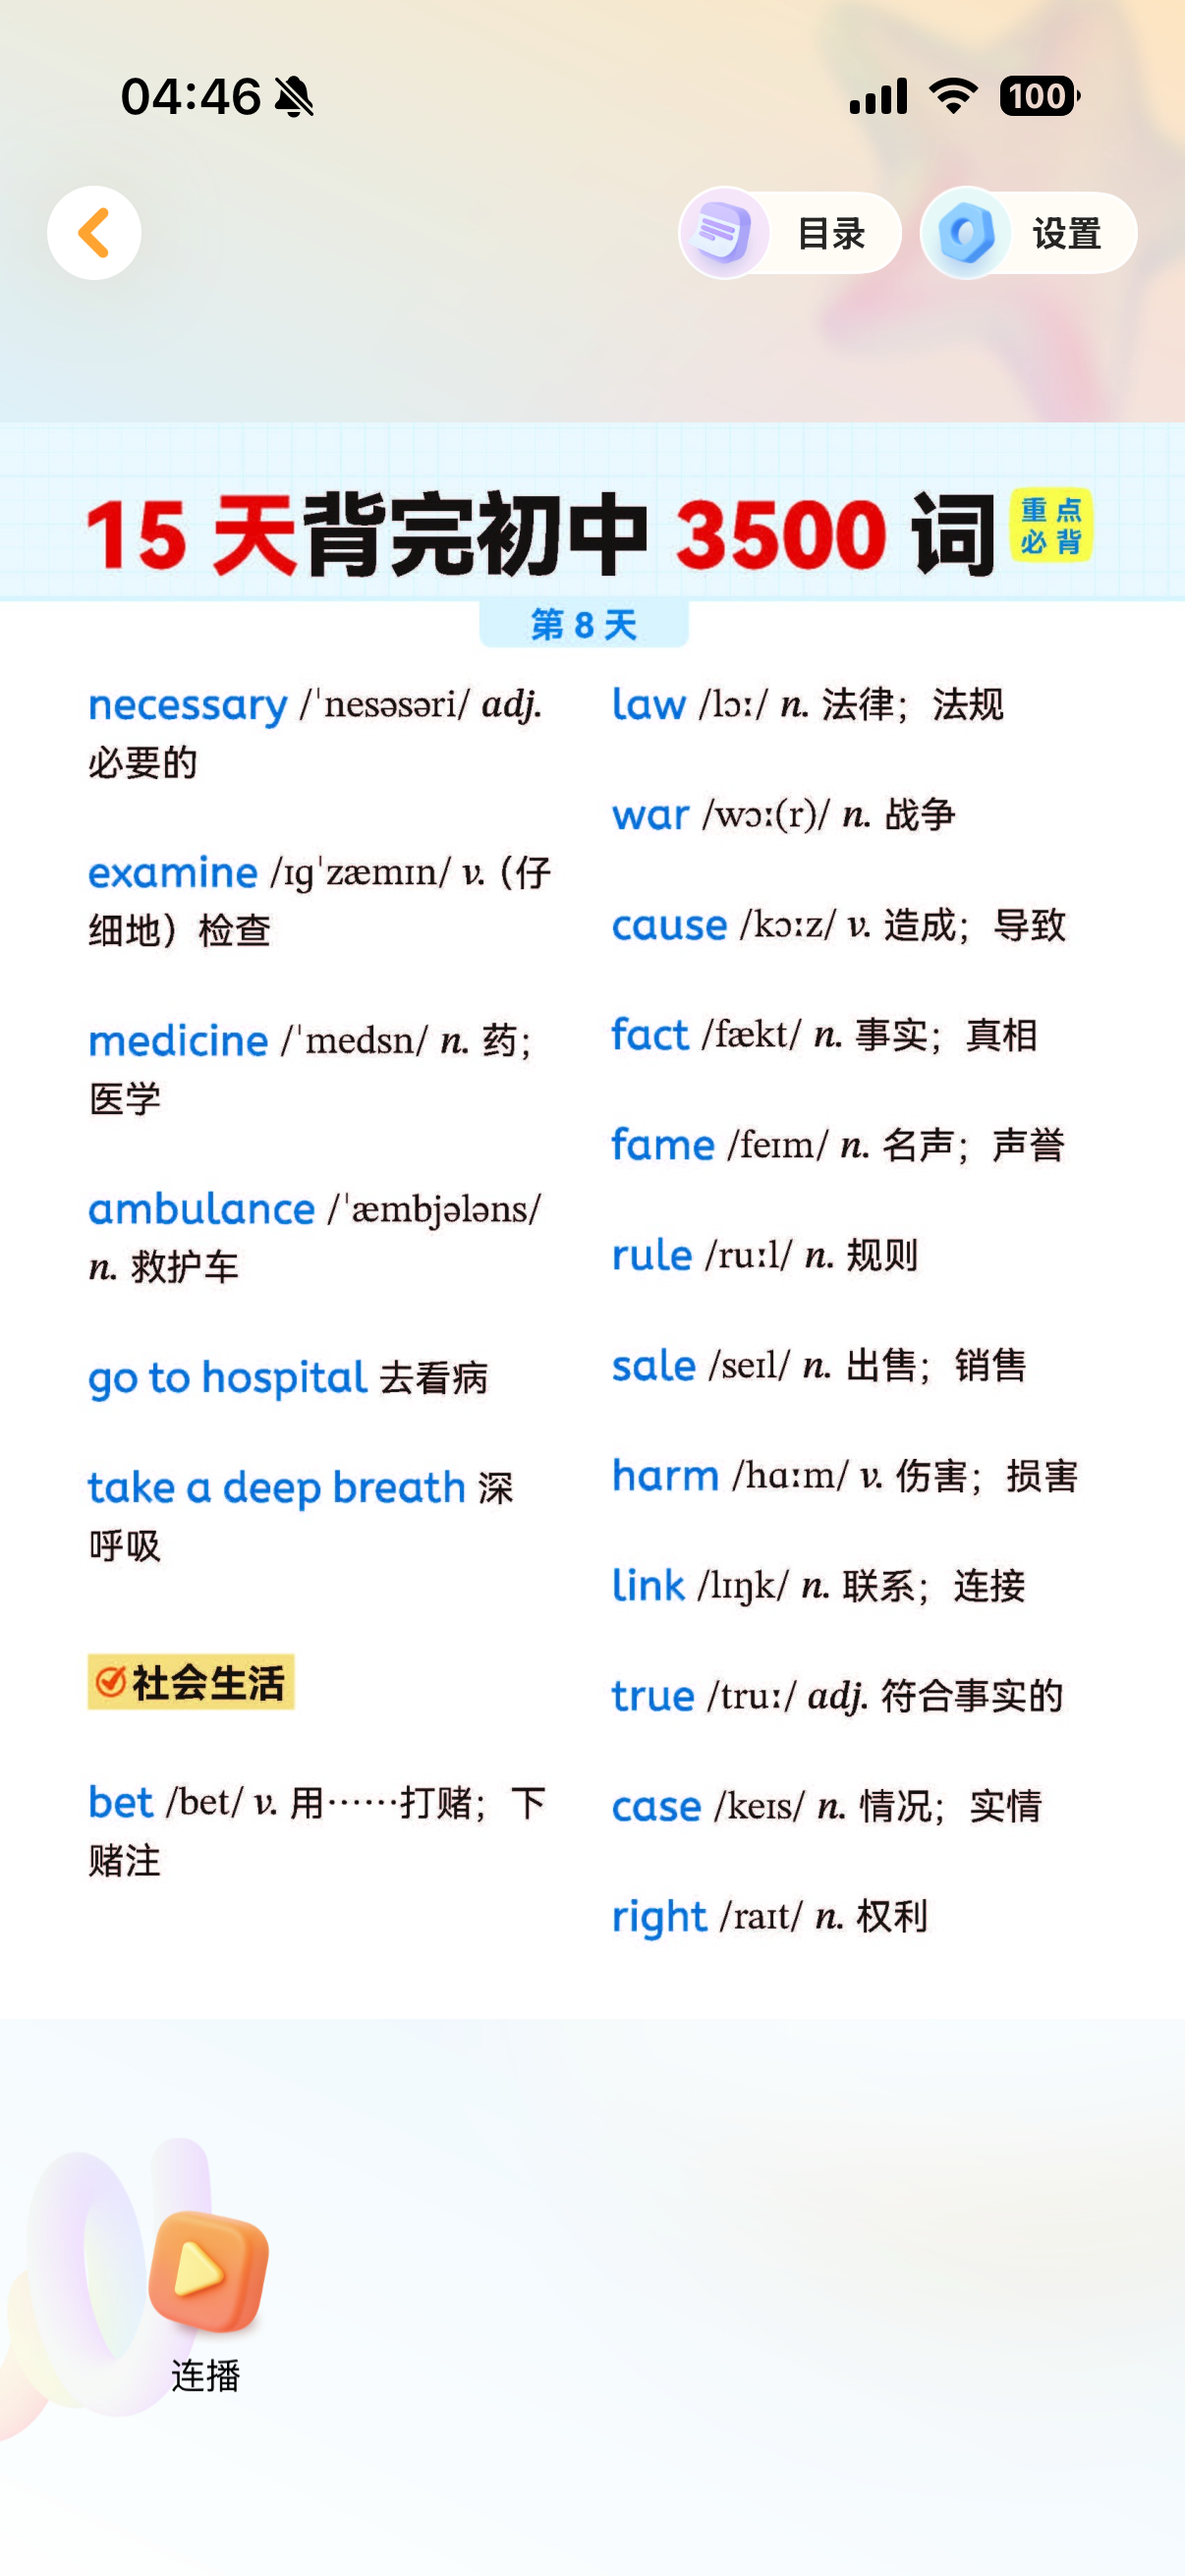 04:46
100
目录
设置
15 天背完初中 3500 词 重点必背
第 8 天
necessary /ˈnesəsəri/ adj.
必要的
examine /ɪɡˈzæmɪn/ v.（仔
细地）检查
medicine /ˈmedsn/ n. 药；
医学
ambulance /ˈæmbjələns/
n. 救护车
go to hospital 去看病
take a deep breath 深
呼吸
社会生活
bet /bet/ v. 用……打赌；下
赌注
law /lɔː/ n. 法律；法规
war /wɔː(r)/ n. 战争
cause /kɔːz/ v. 造成；导致
fact /fækt/ n. 事实；真相
fame /feɪm/ n. 名声；声誉
rule /ruːl/ n. 规则
sale /seɪl/ n. 出售；销售
harm /hɑːm/ v. 伤害；损害
link /lɪŋk/ n. 联系；连接
true /truː/ adj. 符合事实的
case /keɪs/ n. 情况；实情
right /raɪt/ n. 权利
连播